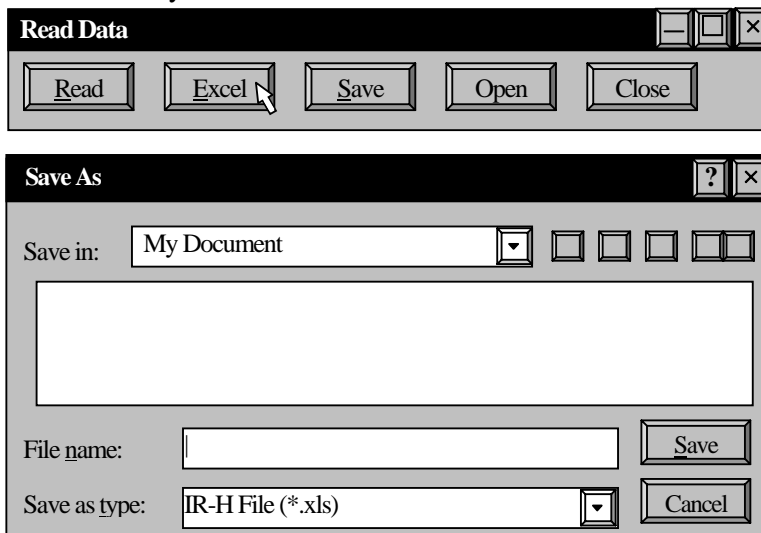 Read Data
Read Excel Save Open Close
Save As ?
Save in: My Document
File name: Save
Save as type: IR-H File (*.xls) Cancel